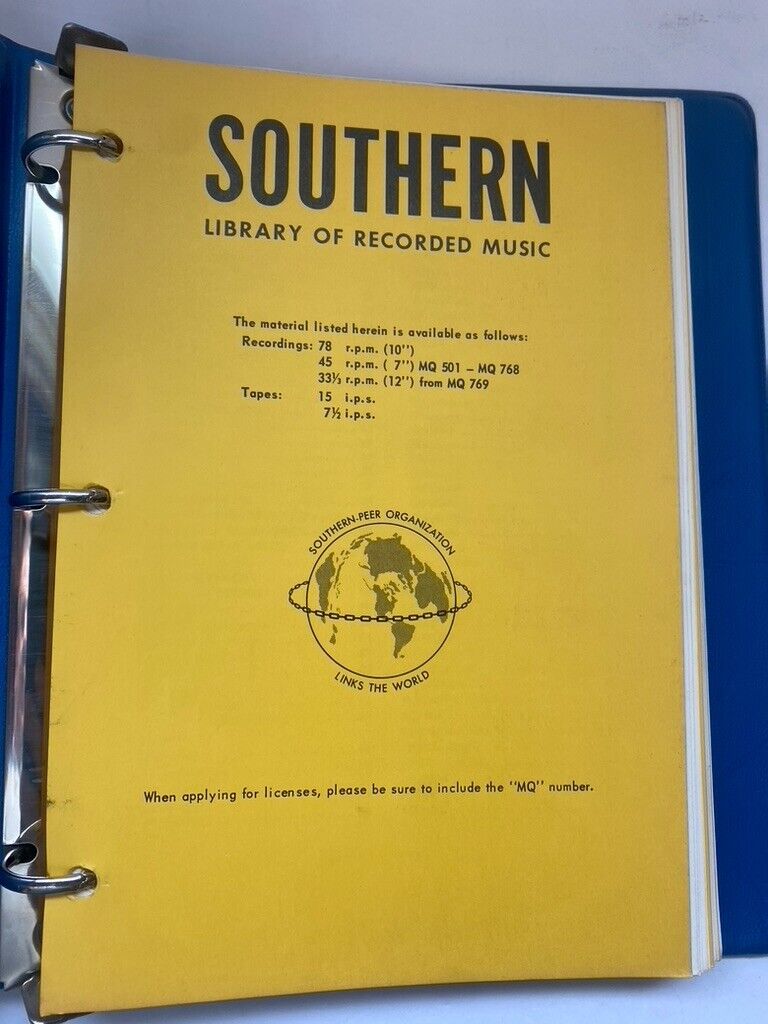 SOUTHERN
LIBRARY OF RECORDED MUSIC
The material listed herein is available as follows:
Recordings: 78 r.p.m. (10'')
45 r.p.m. ( 7'') MQ 501 – MQ 768
33⅓ r.p.m. (12'') from MQ 769
Tapes: 15 i.p.s.
7½ i.p.s.
SOUTHERN-PEER ORGANIZATION
LINKS THE WORLD
When applying for licenses, please be sure to include the ''MQ'' number.